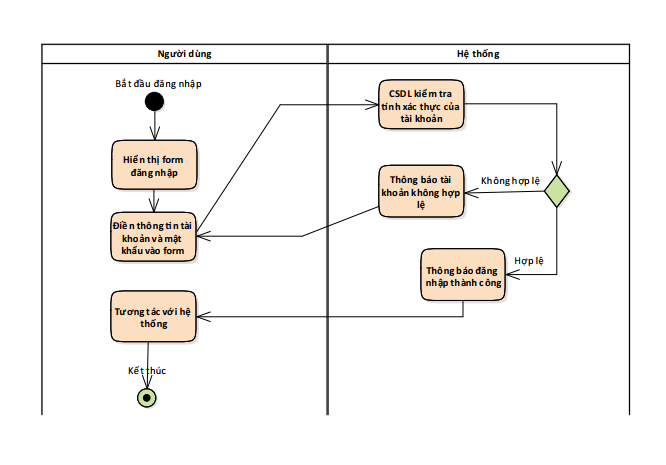 Người dùng
Hệ thống
Bắt đầu đăng nhập
CSDL kiểm tra
tính xác thực của
tài khoản
Hiển thị form
đăng nhập
Thông báo tài
khoản không hợp
lệ
Không hợp lệ
Điền thông tin tài
khoản và mật
khẩu vào form
Hợp lệ
Thông báo đăng
nhập thành công
Tương tác với hệ
thống
Kết thúc